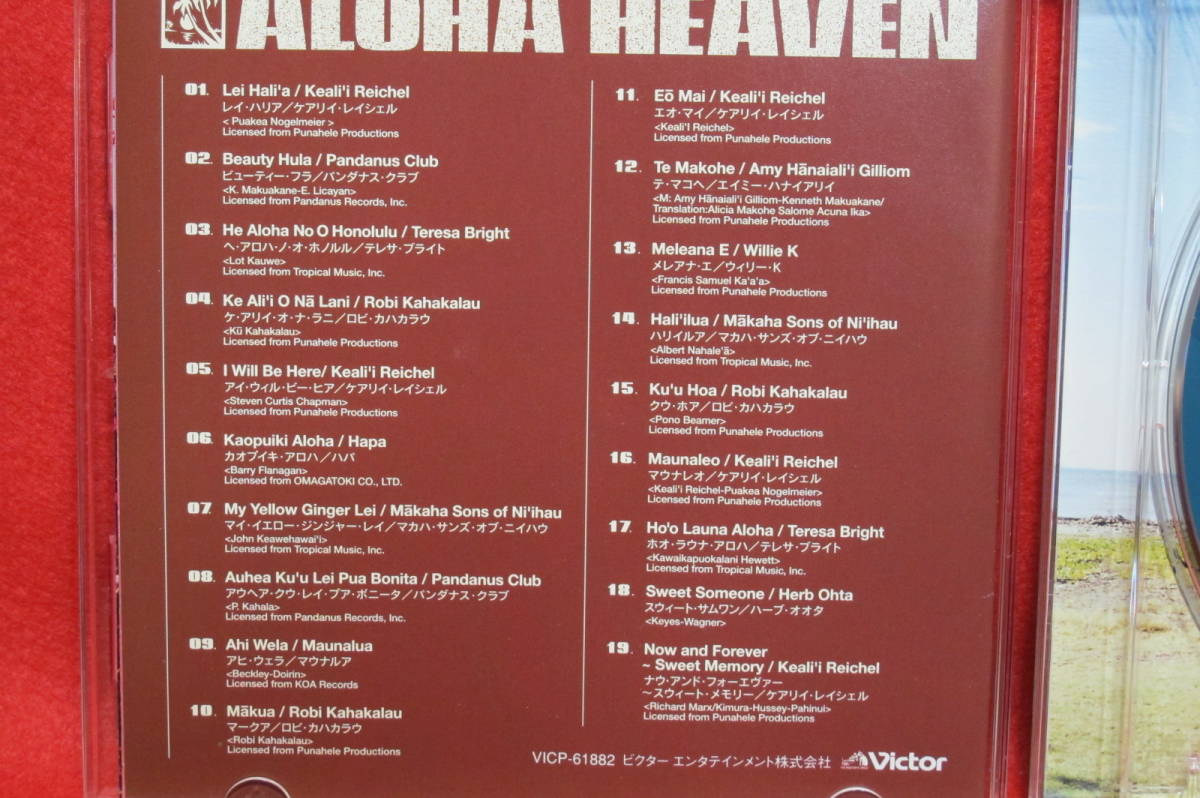 ALOHA HEAVEN
01. Lei Hali'a / Keali'i Reichel
レイ・ハリア／ケアリイ・レイシェル
< Puakea Nogelmeier >
Licensed from Punahele Productions
02. Beauty Hula / Pandanus Club
ビューティー・フラ／パンダナス・クラブ
<K. Makuakane-E. Licayan>
Licensed from Pandanus Records, Inc.
03. He Aloha No O Honolulu / Teresa Bright
ヘ・アロハ・ノ・オ・ホノルル／テレサ・ブライト
<Lot Kauwe>
Licensed from Tropical Music, Inc.
04. Ke Ali'i O Nā Lani / Robi Kahakalau
ケ・アリイ・オ・ナ・ラニ／ロビ・カハカラウ
<Kū Kahakalau>
Licensed from Punahele Productions
05. I Will Be Here/ Keali'i Reichel
アイ・ウィル・ビー・ヒア／ケアリイ・レイシェル
<Steven Curtis Chapman>
Licensed from Punahele Productions
06. Kaopuiki Aloha / Hapa
カオプイキ・アロハ／ハパ
<Barry Flanagan>
Licensed from OMAGATOKI CO., LTD.
07. My Yellow Ginger Lei / Mākaha Sons of Ni'ihau
マイ・イエロー・ジンジャー・レイ／マカハ・サンズ・オブ・ニイハウ
<John Keawehawai'i>
Licensed from Tropical Music, Inc.
08. Auhea Ku'u Lei Pua Bonita / Pandanus Club
アウヘア・クウ・レイ・プア・ボニータ／パンダナス・クラブ
<P. Kahala>
Licensed from Pandanus Records, Inc.
09. Ahi Wela / Maunalua
アヒ・ウェラ／マウナルア
<Beckley-Doirin>
Licensed from KOA Records
10. Mākua / Robi Kahakalau
マークア／ロビ・カハカラウ
<Robi Kahakalau>
Licensed from Punahele Productions
11. Eō Mai / Keali'i Reichel
エオ・マイ／ケアリイ・レイシェル
<Keali'I Reichel>
Licensed from Punahele Productions
12. Te Makohe / Amy Hānaiali'i Gilliom
テ・マコヘ／エイミー・ハナイアリイ
<M: Amy Hānaiali'i Gilliom-Kenneth Makuakane/
Translation:Alicia Makohe Salome Acuna Ika>
Licensed from Punahele Productions
13. Meleana E / Willie K
メレアナ・エ／ウィリー・K
<Francis Samuel Ka'a'a>
Licensed from Punahele Productions
14. Hali'ilua / Mākaha Sons of Ni'ihau
ハリイルア／マカハ・サンズ・オブ・ニイハウ
<Albert Nahale'ā>
Licensed from Tropical Music, Inc.
15. Ku'u Hoa / Robi Kahakalau
クウ・ホア／ロビ・カハカラウ
<Pono Beamer>
Licensed from Punahele Productions
16. Maunaleo / Keali'i Reichel
マウナレオ／ケアリイ・レイシェル
<Keali'i Reichel-Puakea Nogelmeier>
Licensed from Punahele Productions
17. Ho'o Launa Aloha / Teresa Bright
ホオ・ラウナ・アロハ／テレサ・ブライト
<Kawaikapuokalani Hewett>
Licensed from Tropical Music, Inc.
18. Sweet Someone / Herb Ohta
スウィート・サムワン／ハーブ・オオタ
<Keyes-Wagner>
19. Now and Forever
~ Sweet Memory / Keali'i Reichel
ナウ・アンド・フォーエヴァー
～スウィート・メモリー／ケアリイ・レイシェル
<Richard Marx/Kimura-Hussey-Pahinui>
Licensed from Punahele Productions
VICP-61882 ビクター エンタテインメント株式会社 Victor